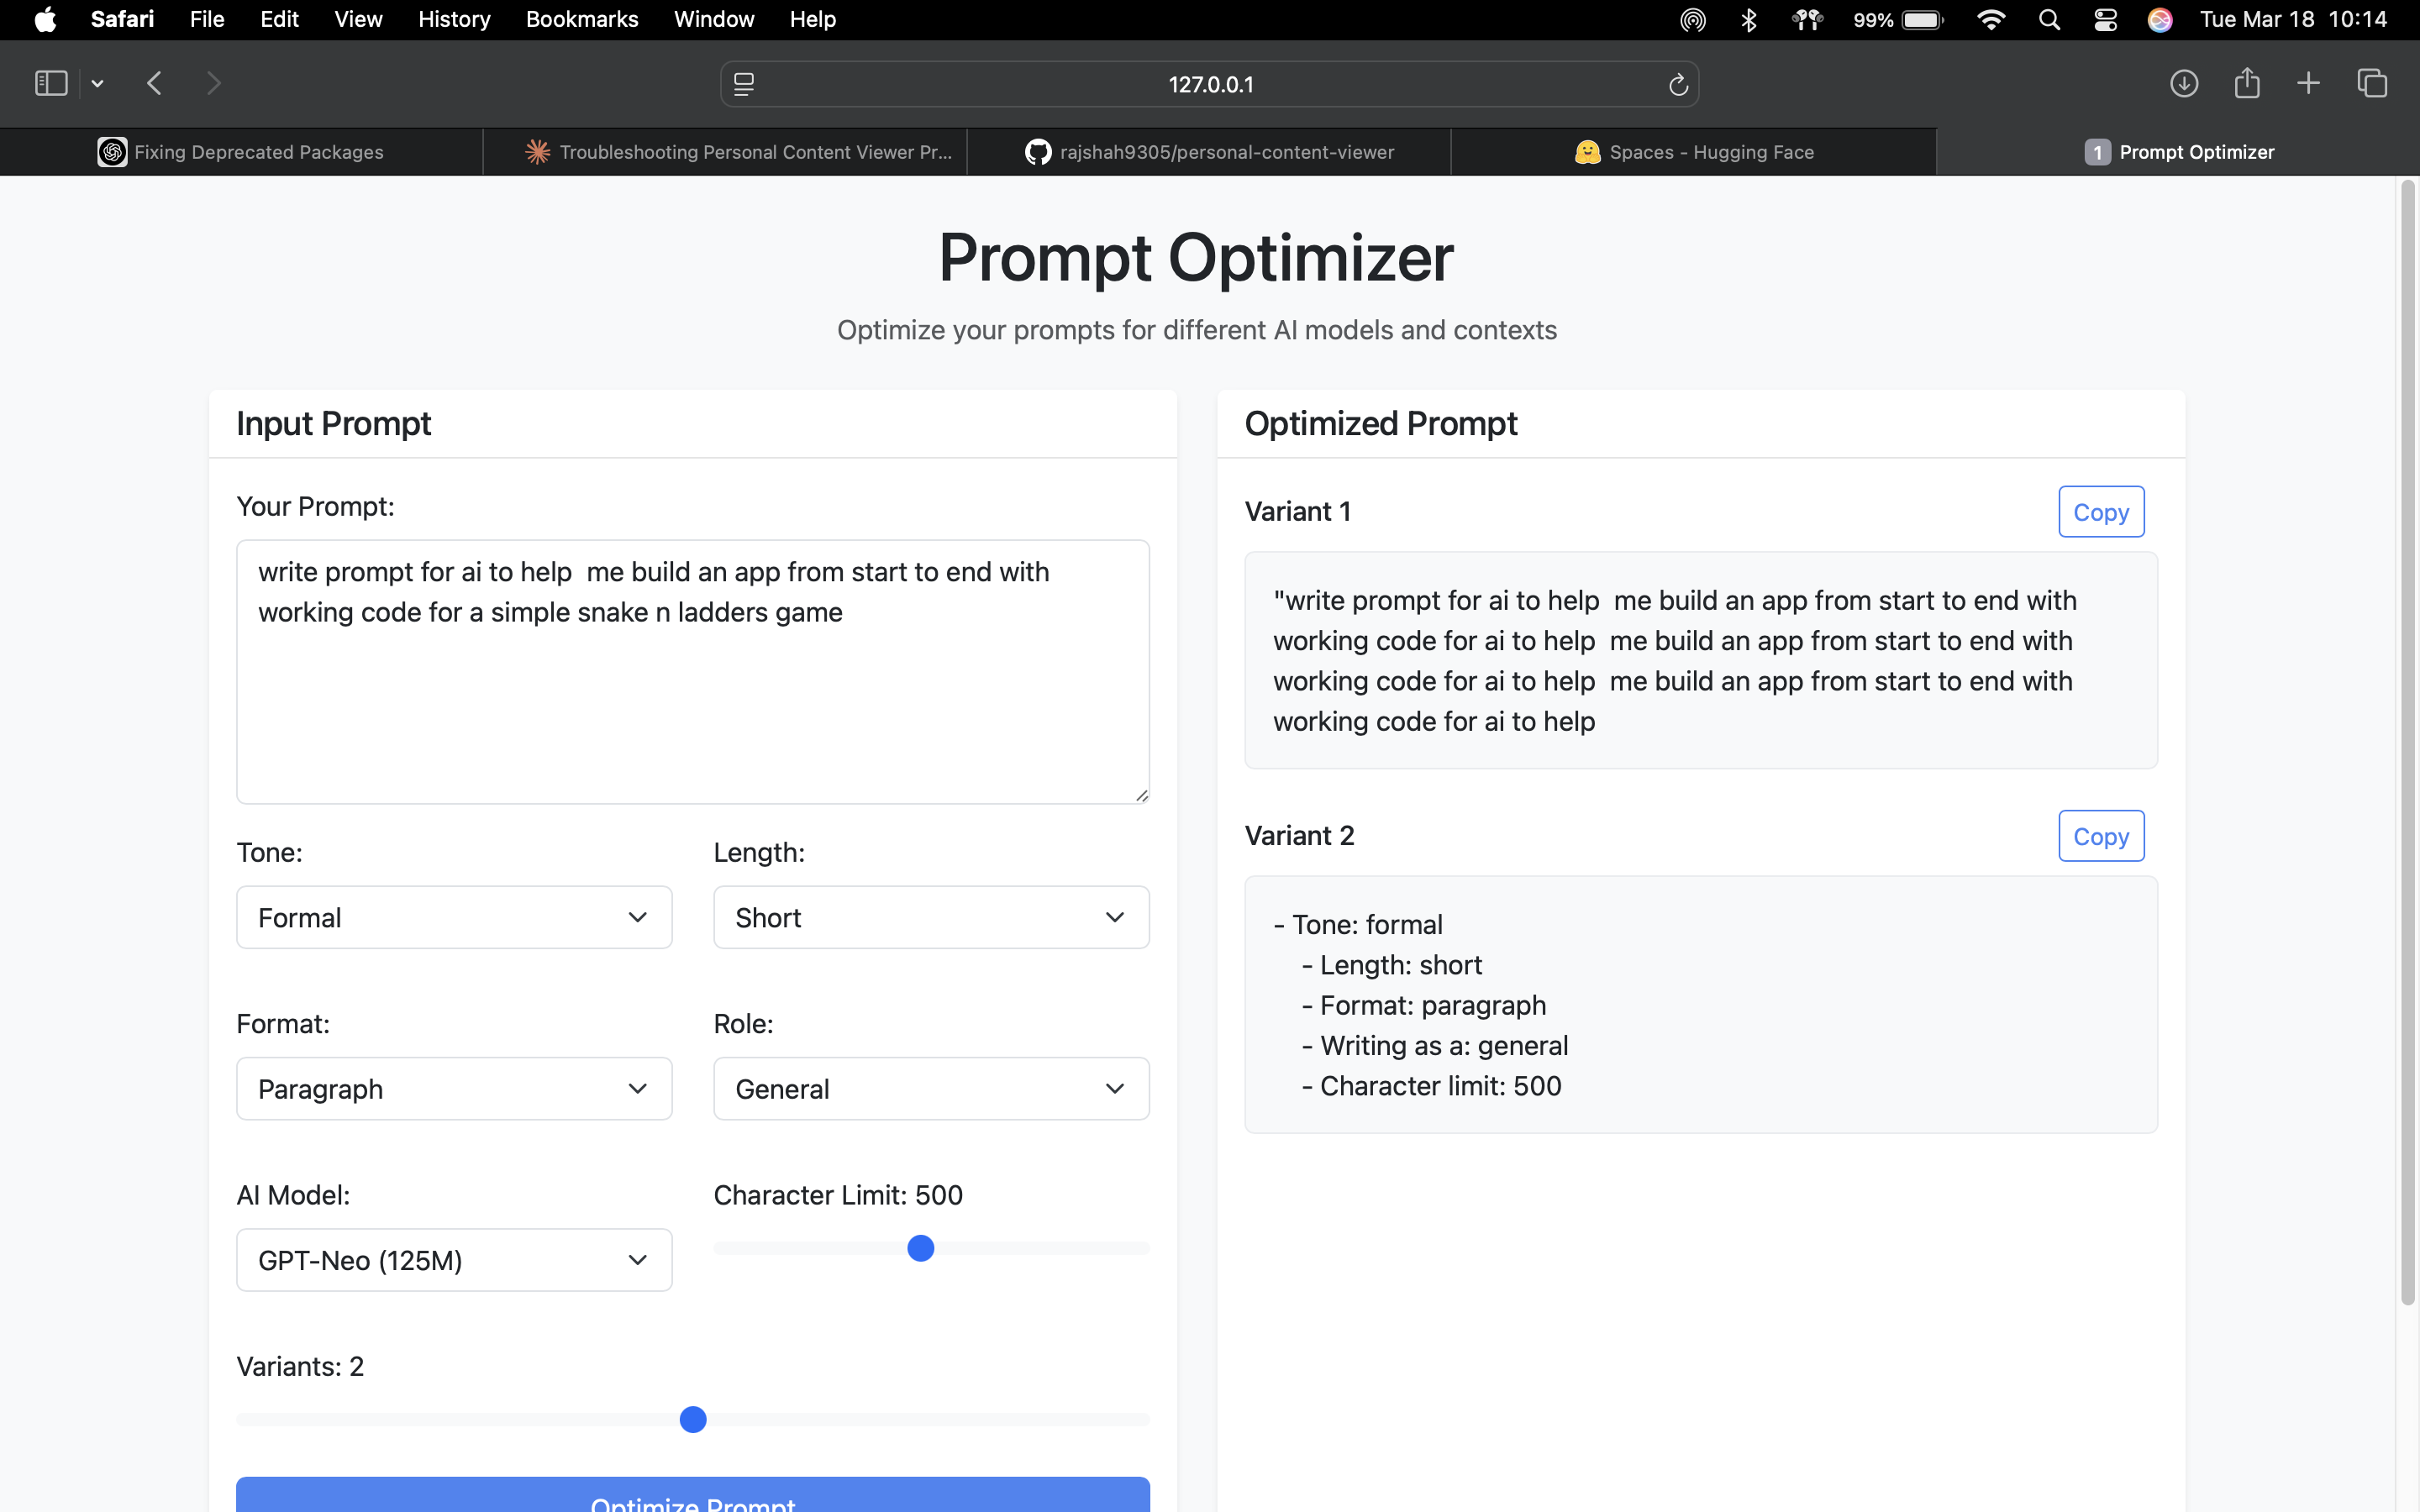 Safari File Edit View History Bookmarks Window Help 99% Tue Mar 18 10:14
127.0.0.1
Fixing Deprecated Packages Troubleshooting Personal Content Viewer Pr... rajshah9305/personal-content-viewer Spaces - Hugging Face 1 Prompt Optimizer
Prompt Optimizer
Optimize your prompts for different AI models and contexts
Input Prompt
Your Prompt:
write prompt for ai to help  me build an app from start to end with
working code for a simple snake n ladders game
Tone: Length:
Formal Short
Format: Role:
Paragraph General
AI Model: Character Limit: 500
GPT-Neo (125M)
Variants: 2
Optimize Prompt
Optimized Prompt
Variant 1 Copy
"write prompt for ai to help  me build an app from start to end with
working code for ai to help  me build an app from start to end with
working code for ai to help  me build an app from start to end with
working code for ai to help
Variant 2 Copy
- Tone: formal
- Length: short
- Format: paragraph
- Writing as a: general
- Character limit: 500